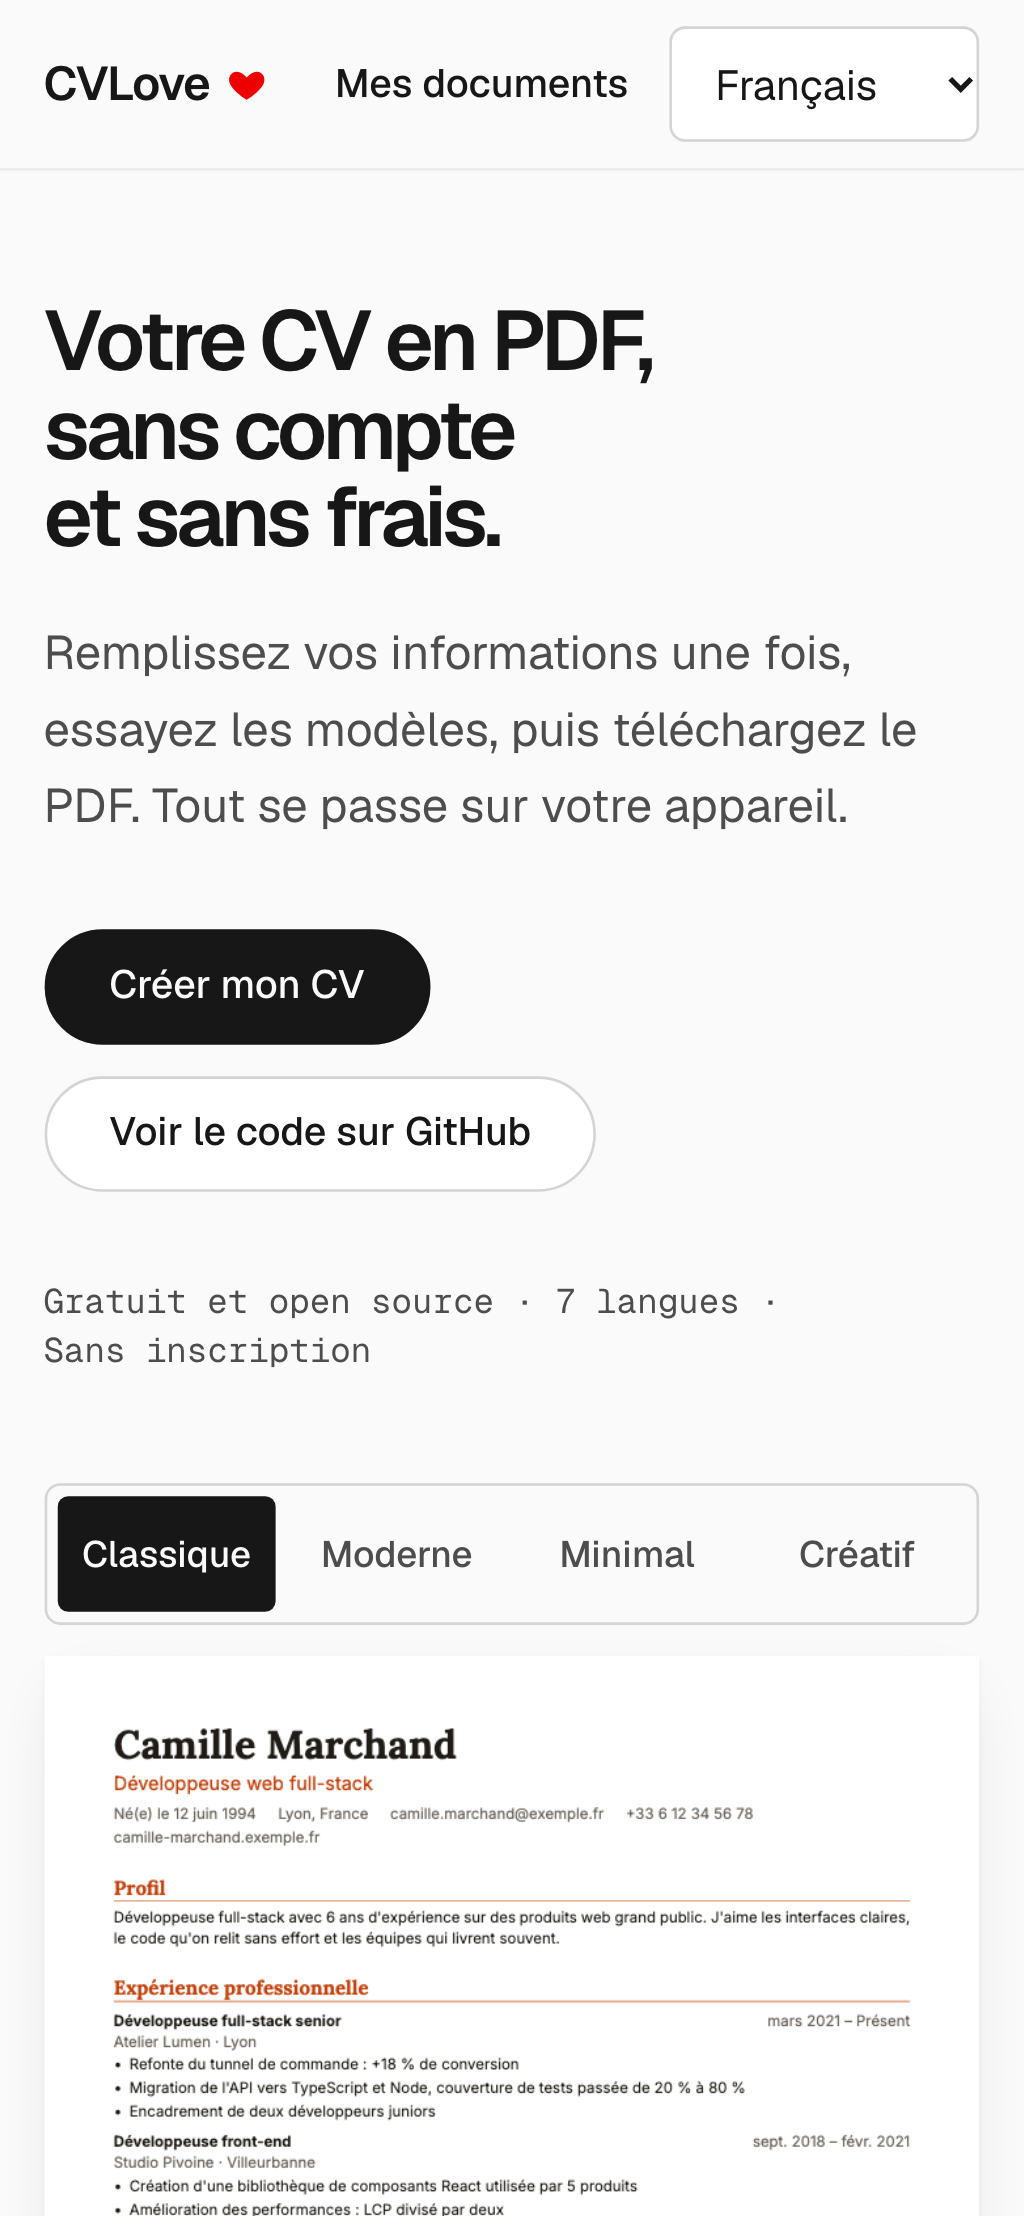 CVLove
Mes documents
Français
Votre CV en PDF,
sans compte
et sans frais.
Remplissez vos informations une fois,
essayez les modèles, puis téléchargez le
PDF. Tout se passe sur votre appareil.
Créer mon CV
Voir le code sur GitHub
Gratuit et open source · 7 langues ·
Sans inscription
Classique Moderne Minimal Créatif
Camille Marchand
Développeuse web full-stack
Né(e) le 12 juin 1994 Lyon, France camille.marchand@exemple.fr +33 6 12 34 56 78
camille-marchand.exemple.fr
Profil
Développeuse full-stack avec 6 ans d'expérience sur des produits web grand public. J'aime les interfaces claires,
le code qu'on relit sans effort et les équipes qui livrent souvent.
Expérience professionnelle
Développeuse full-stack senior mars 2021 – Présent
Atelier Lumen · Lyon
• Refonte du tunnel de commande : +18 % de conversion
• Migration de l'API vers TypeScript et Node, couverture de tests passée de 20 % à 80 %
• Encadrement de deux développeurs juniors
Développeuse front-end sept. 2018 – févr. 2021
Studio Pivoine · Villeurbanne
• Création d'une bibliothèque de composants React utilisée par 5 produits
• Amélioration des performances : LCP divisé par deux